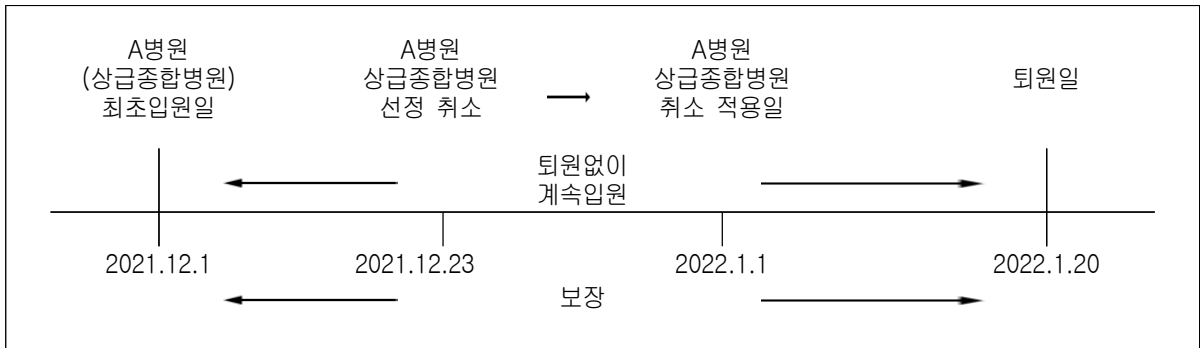 A병원
(상급종합병원)
최초입원일
A병원
상급종합병원
선정 취소
A병원
상급종합병원
취소 적용일
퇴원일
퇴원없이
계속입원
2021.12.1
2021.12.23
2022.1.1
2022.1.20
보장